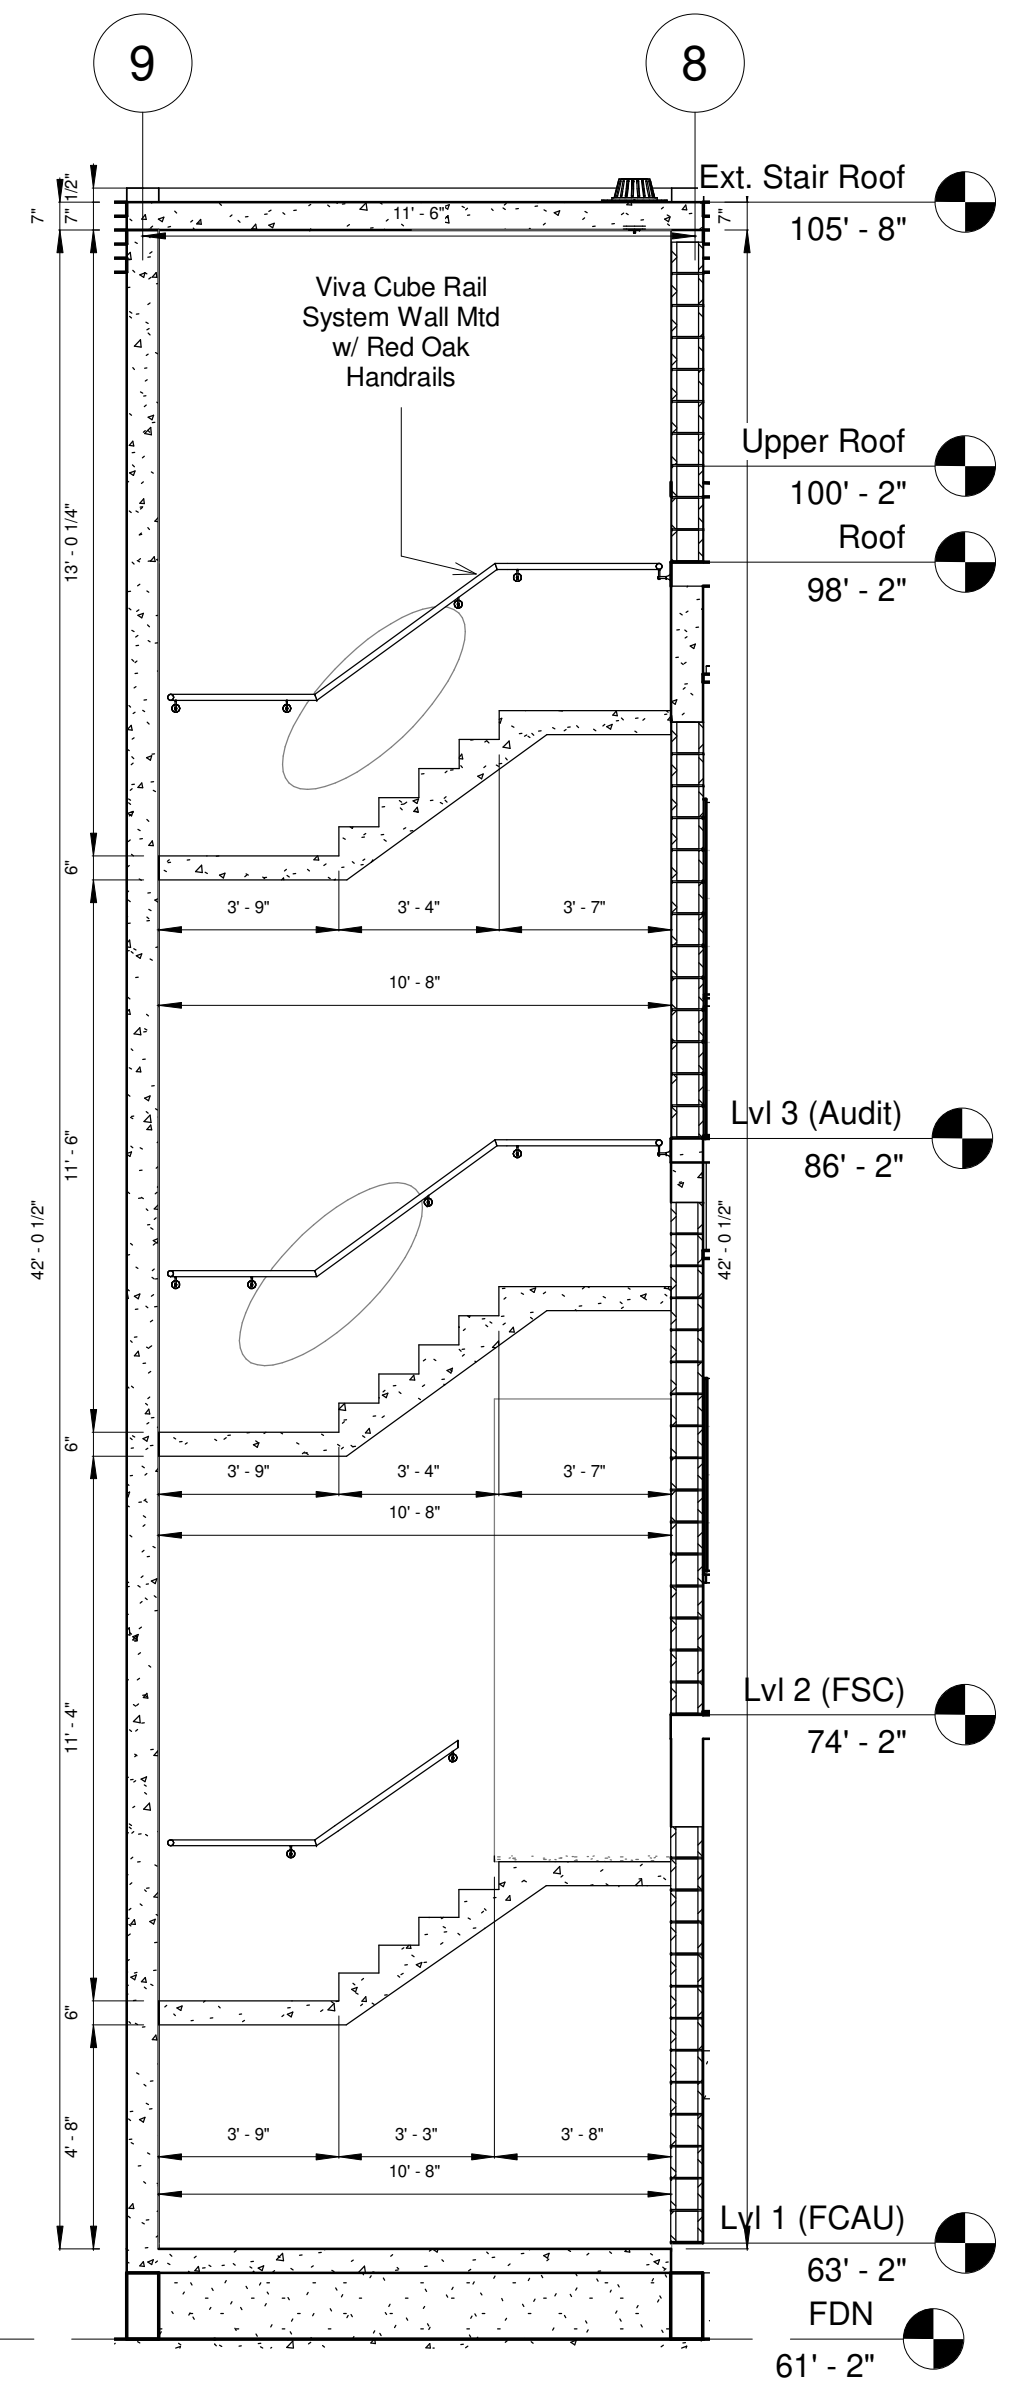 9
8
Ext. Stair Roof
105' - 8"
7"
7" 1/2"
11' - 6"
7"
Viva Cube Rail
System Wall Mtd
w/ Red Oak
Handrails
Upper Roof
100' - 2"
Roof
98' - 2"
13' - 0 1/4"
6"
3' - 9"
3' - 4"
3' - 7"
10' - 8"
Lvl 3 (Audit)
86' - 2"
11' - 6"
42' - 0 1/2"
42' - 0 1/2"
6"
3' - 9"
3' - 4"
3' - 7"
10' - 8"
Lvl 2 (FSC)
74' - 2"
11' - 4"
6"
4' - 8"
3' - 9"
3' - 3"
3' - 8"
10' - 8"
Lvl 1 (FCAU)
63' - 2"
FDN
61' - 2"